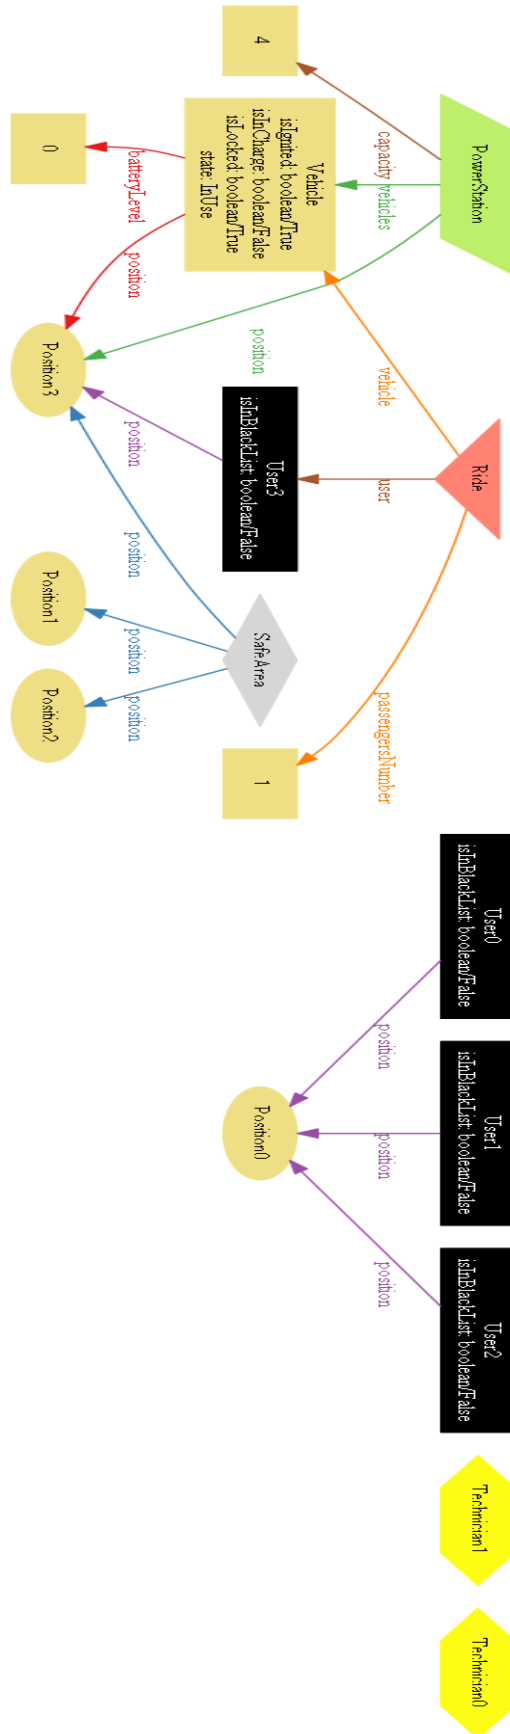 PowerStation
Ride
User0
isInBlackList: boolean/False
User1
isInBlackList: boolean/False
User2
isInBlackList: boolean/False
Technician1
Technician0
capacity
vehicles
vehicle
user
passengersNumber
position
position
position
4
Vehicle
isIgnited: boolean/True
isInCharge: boolean/False
isLocked: boolean/True
state: InUse
position
User3
isInBlackList: boolean/False
SafeArea
1
Position0
batteryLevel
position
position
position
position
position
0
Position3
Position1
Position2